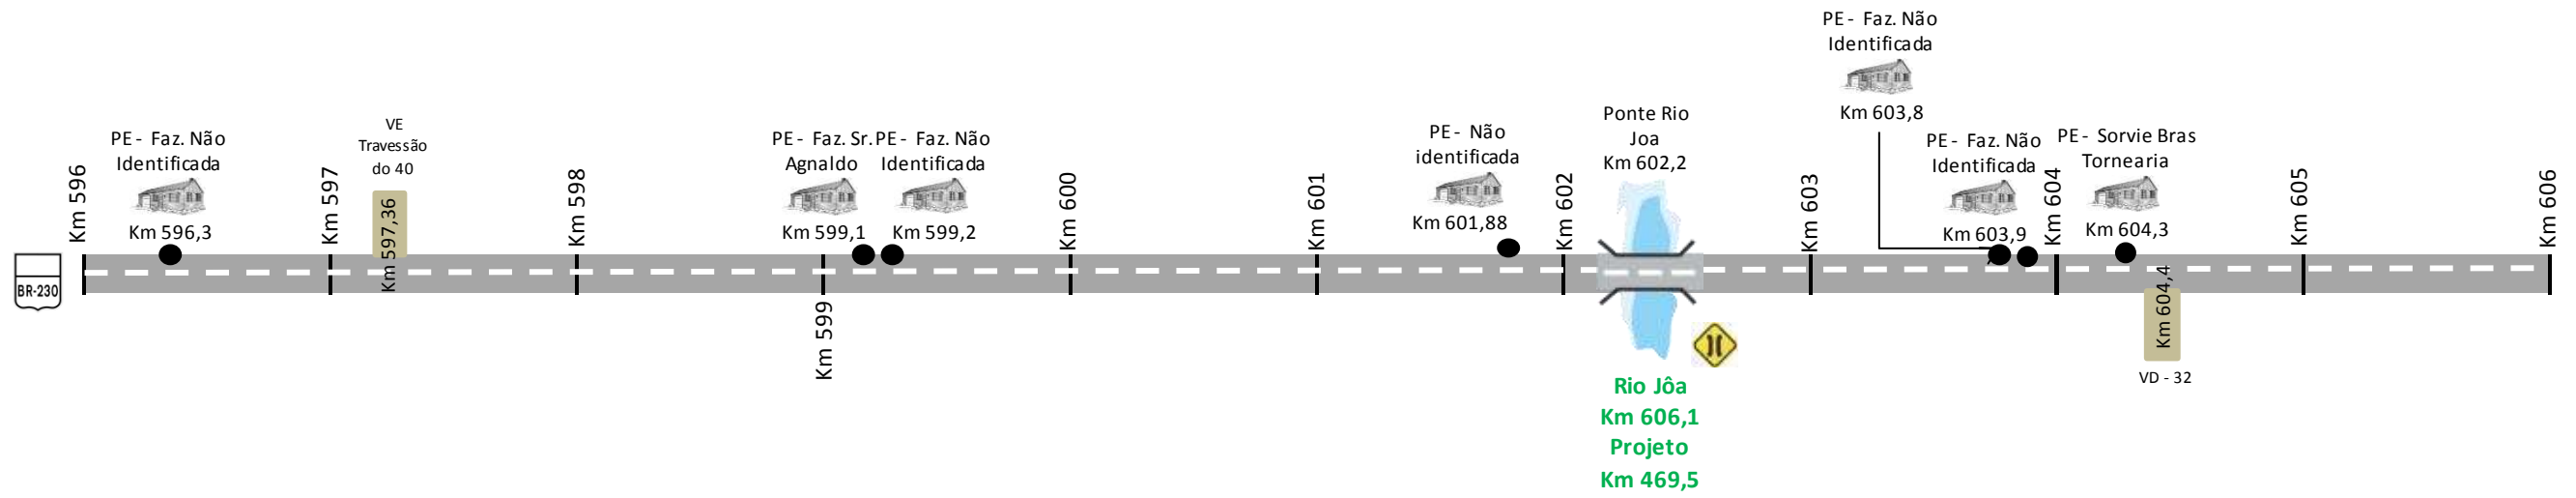 BR-230
Km 596
PE - Faz. Não
Identificada
Km 596,3
Km 597
VE
Travessão
do 40
Km 597,36
Km 598
PE - Faz. Sr.
Agnaldo
Km 599,1
Km 599
PE - Faz. Não
Identificada
Km 599,2
Km 600
Km 601
PE - Não
identificada
Km 601,88
Km 602
Ponte Rio
Joa
Km 602,2
Rio Jôa
Km 606,1
Projeto
Km 469,5
Km 603
PE - Faz. Não
Identificada
Km 603,8
PE - Faz. Não
Identificada
Km 603,9
Km 604
PE - Sorvie Bras
Tornearia
Km 604,3
Km 604,4
VD - 32
Km 605
Km 606